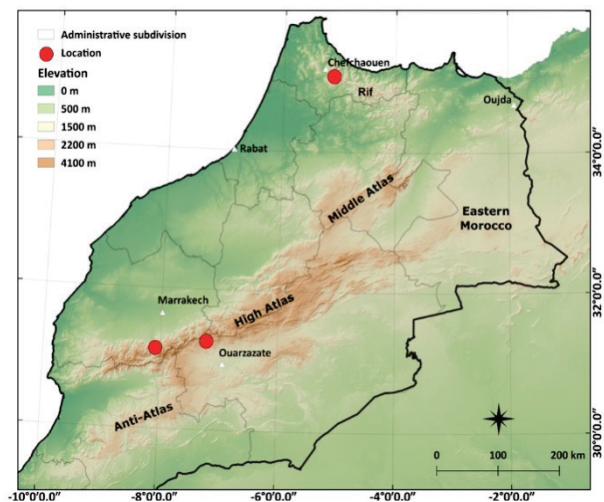 Administrative subdivision
Location
Elevation
0 m
500 m
1500 m
2200 m
4100 m
Chefchaouen
Rif
Oujda
Rabat
Middle Atlas
Eastern
Morocco
Marrakech
High Atlas
Ouarzazate
Anti-Atlas
34°0'0.0"
32°0'0.0"
30°0'0.0"
0 100 200 km
-10°0'0.0" -8°0'0.0" -6°0'0.0" -4°0'0.0" -2°0'0.0"